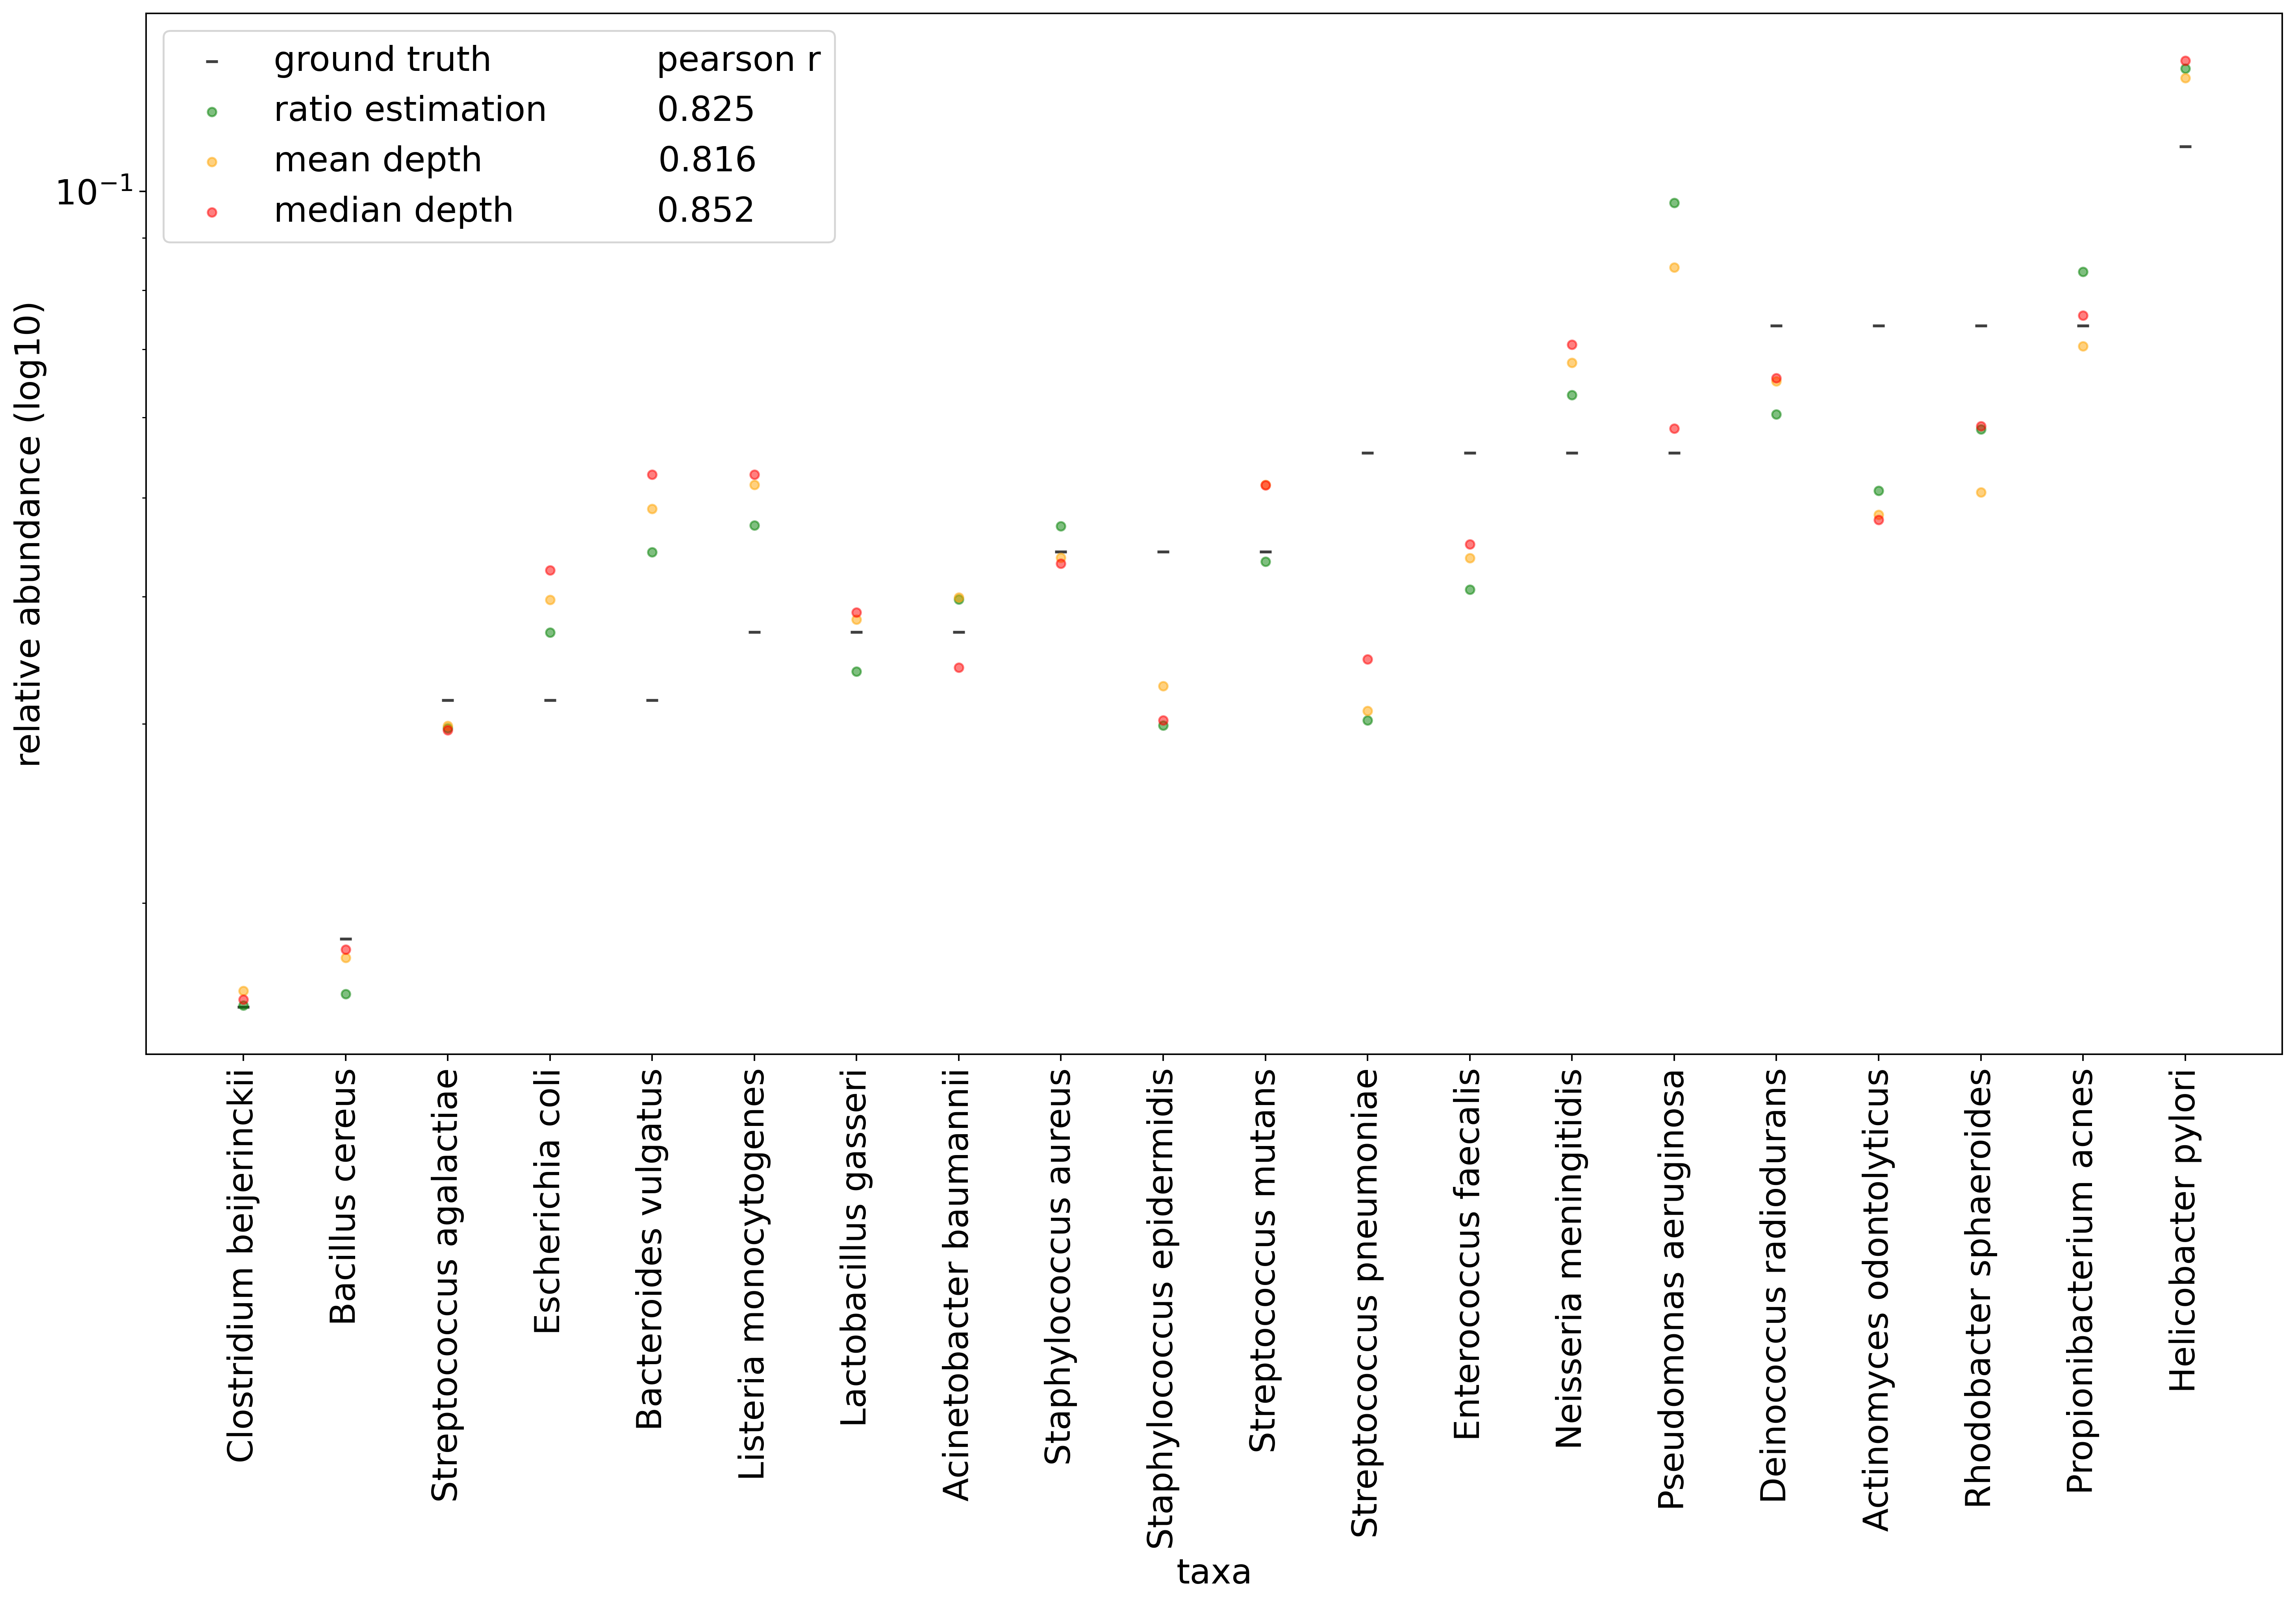 ground truth pearson r
ratio estimation 0.825
mean depth 0.816
median depth 0.852
10⁻¹
relative abundance (log10)
Clostridium beijerinckii
Bacillus cereus
Streptococcus agalactiae
Escherichia coli
Bacteroides vulgatus
Listeria monocytogenes
Lactobacillus gasseri
Acinetobacter baumannii
Staphylococcus aureus
Staphylococcus epidermidis
Streptococcus mutans
Streptococcus pneumoniae
Enterococcus faecalis
Neisseria meningitidis
Pseudomonas aeruginosa
Deinococcus radiodurans
Actinomyces odontolyticus
Rhodobacter sphaeroides
Propionibacterium acnes
Helicobacter pylori
taxa